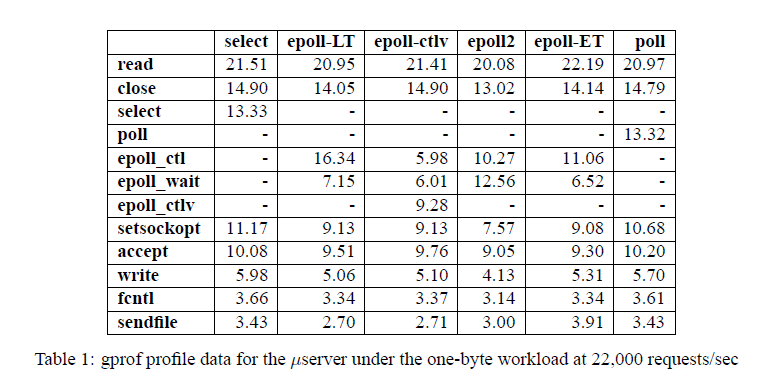 select epoll-LT epoll-ctlv epoll2 epoll-ET poll
read 21.51 20.95 21.41 20.08 22.19 20.97
close 14.90 14.05 14.90 13.02 14.14 14.79
select 13.33 - - - - -
poll - - - - - 13.32
epoll_ctl - 16.34 5.98 10.27 11.06 -
epoll_wait - 7.15 6.01 12.56 6.52 -
epoll_ctlv - - 9.28 - - -
setsockopt 11.17 9.13 9.13 7.57 9.08 10.68
accept 10.08 9.51 9.76 9.05 9.30 10.20
write 5.98 5.06 5.10 4.13 5.31 5.70
fcntl 3.66 3.34 3.37 3.14 3.34 3.61
sendfile 3.43 2.70 2.71 3.00 3.91 3.43
Table 1: gprof profile data for the μserver under the one-byte workload at 22,000 requests/sec